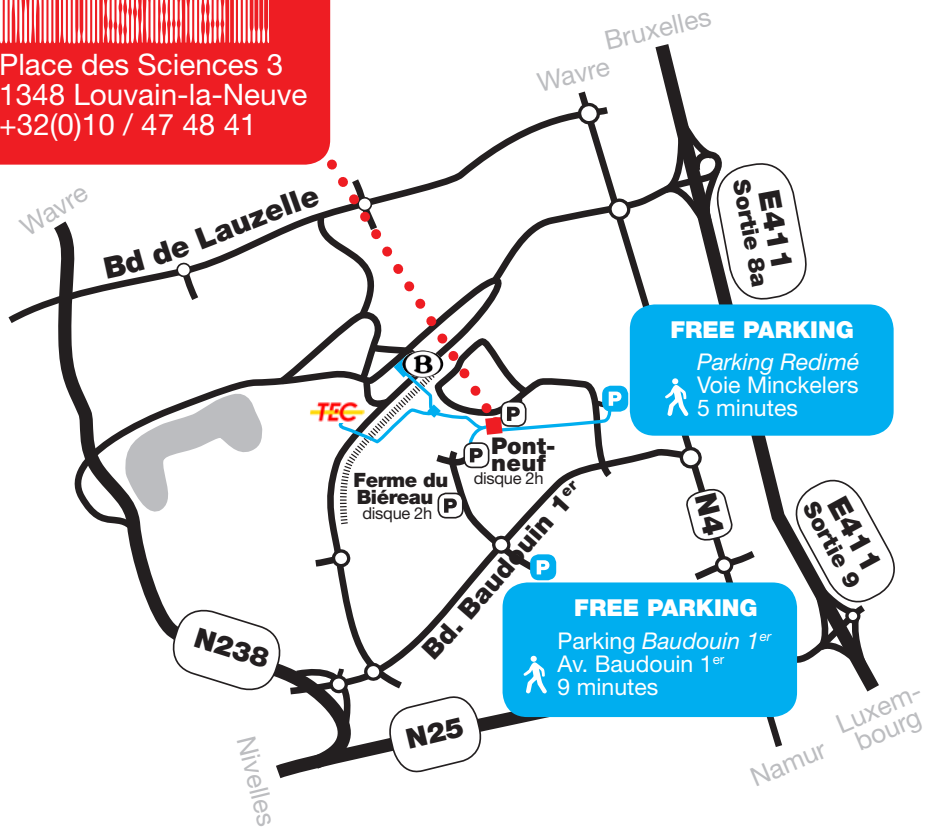 Place des Sciences 3
1348 Louvain-la-Neuve
+32(0)10 / 47 48 41
Bruxelles
Wavre
Wavre
Bd de Lauzelle
E411
Sortie 8a
FREE PARKING
Parking Redimé
Voie Minckelers
5 minutes
B
P
TEC
P
P
Pont-
neuf
disque 2h
Ferme du
Biéreau
disque 2h
P
Bd. Baudouin 1er
N4
E411
Sortie 9
P
FREE PARKING
Parking Baudouin 1er
Av. Baudouin 1er
9 minutes
N238
N25
Nivelles
Namur
Luxem-
bourg